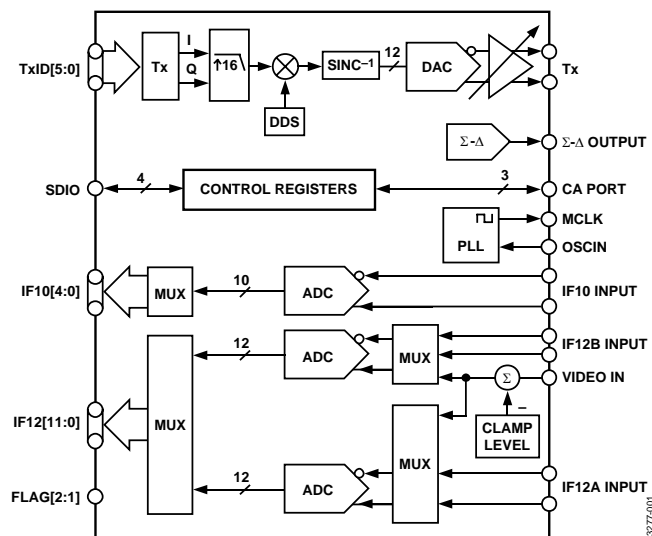 TxID[5:0]
Tx
I
Q
↑16
DDS
SINC–1
12
DAC
Tx
Σ-Δ
Σ-Δ OUTPUT
SDIO
4
CONTROL REGISTERS
3
CA PORT
MCLK
PLL
OSCIN
IF10[4:0]
MUX
10
ADC
IF10 INPUT
12
ADC
MUX
IF12B INPUT
VIDEO IN
Σ
–
CLAMP
LEVEL
IF12[11:0]
MUX
MUX
12
ADC
IF12A INPUT
FLAG[2:1]
3277-001